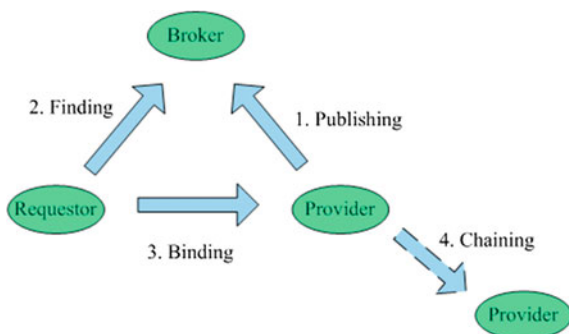 Broker
2. Finding
1. Publishing
Requestor
Provider
3. Binding
4. Chaining
Provider